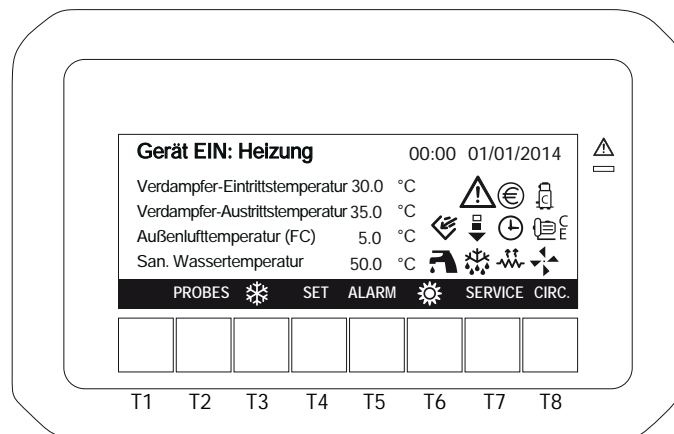 Gerät EIN: Heizung 00:00 01/01/2014
Verdampfer-Eintrittstemperatur 30.0 °C
Verdampfer-Austrittstemperatur 35.0 °C
Außenlufttemperatur (FC) 5.0 °C
San. Wassertemperatur 50.0 °C
€ C
C
E
PROBES SET ALARM SERVICE CIRC.
T1 T2 T3 T4 T5 T6 T7 T8